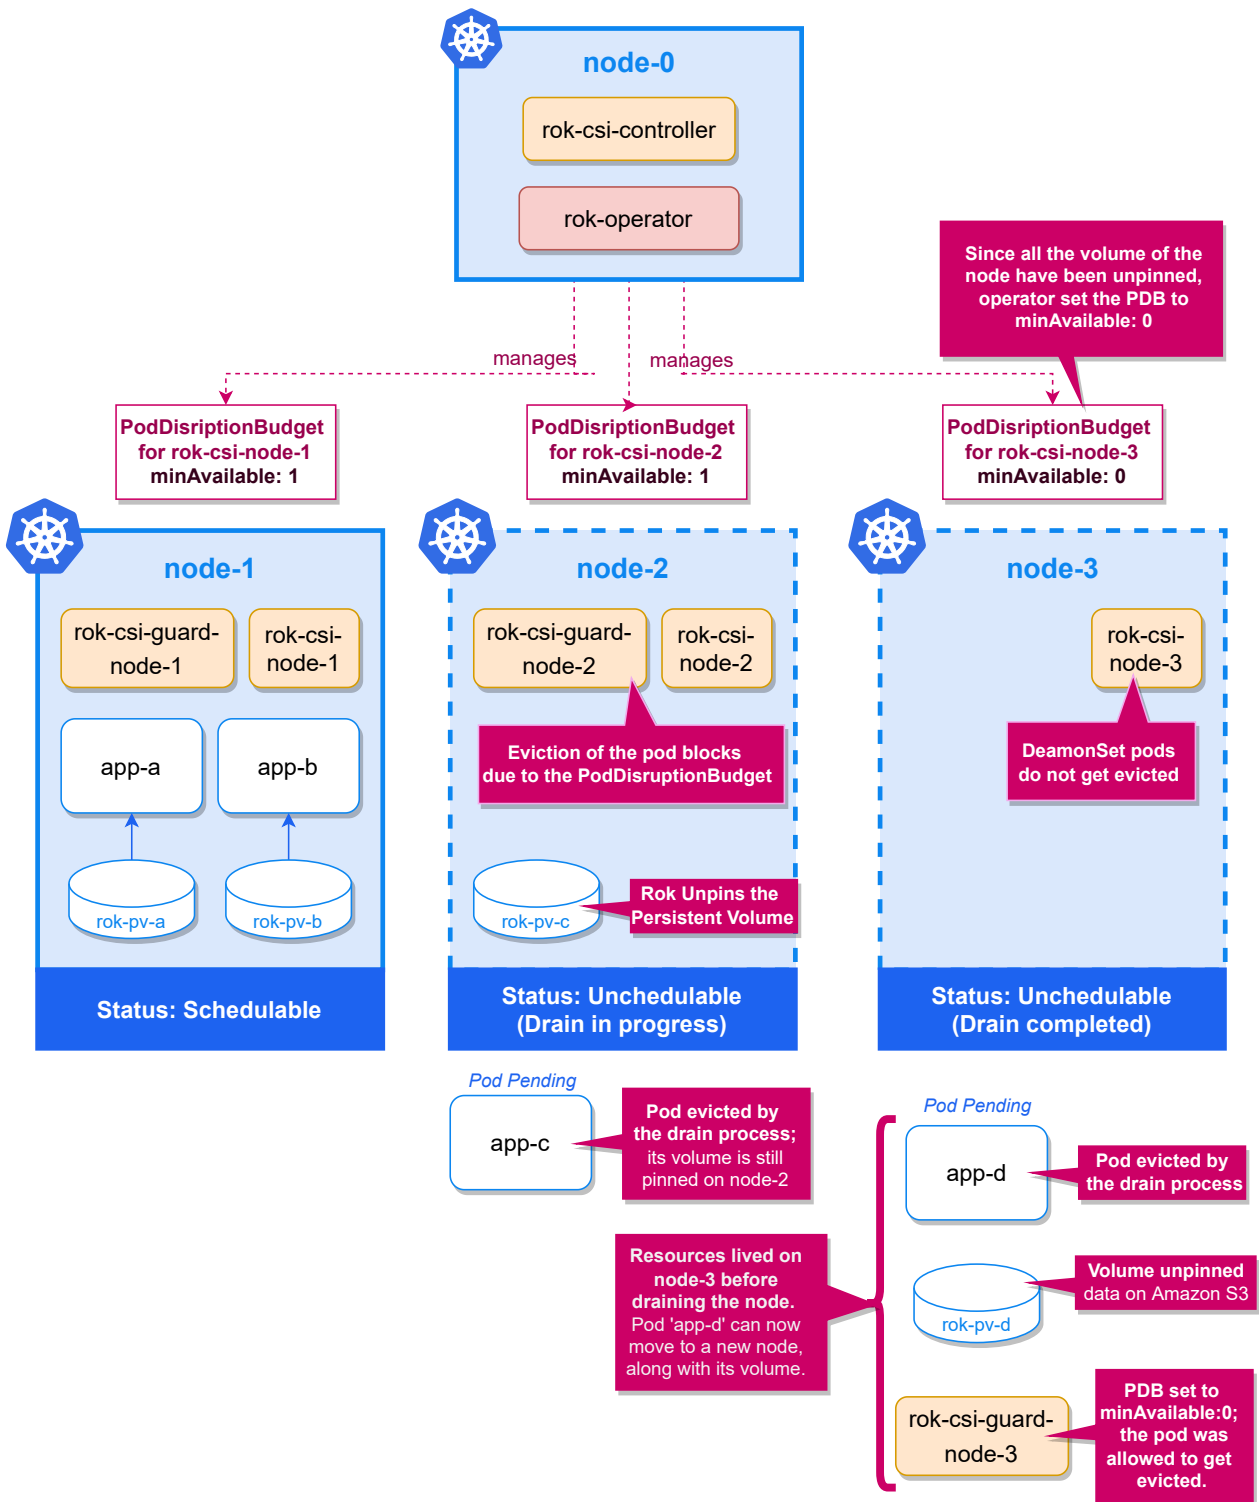 node-0
rok-csi-controller
rok-operator
Since all the volume of the
node have been unpinned,
operator set the PDB to
minAvailable: 0
manages
manages
PodDisriptionBudget
for rok-csi-node-1
minAvailable: 1
PodDisriptionBudget
for rok-csi-node-2
minAvailable: 1
PodDisriptionBudget
for rok-csi-node-3
minAvailable: 0
node-1
rok-csi-guard-
node-1
rok-csi-
node-1
app-a
app-b
rok-pv-a
rok-pv-b
Status: Schedulable
node-2
rok-csi-guard-
node-2
rok-csi-
node-2
Eviction of the pod blocks
due to the PodDisruptionBudget
rok-pv-c
Rok Unpins the
Persistent Volume
Status: Unchedulable
(Drain in progress)
node-3
rok-csi-
node-3
DeamonSet pods
do not get evicted
Status: Unchedulable
(Drain completed)
Pod Pending
app-c
Pod evicted by
the drain process;
its volume is still
pinned on node-2
Pod Pending
app-d
Pod evicted by
the drain process
Resources lived on
node-3 before
draining the node.
Pod 'app-d' can now
move to a new node,
along with its volume.
rok-pv-d
Volume unpinned
data on Amazon S3
rok-csi-guard-
node-3
PDB set to
minAvailable:0;
the pod was
allowed to get
evicted.